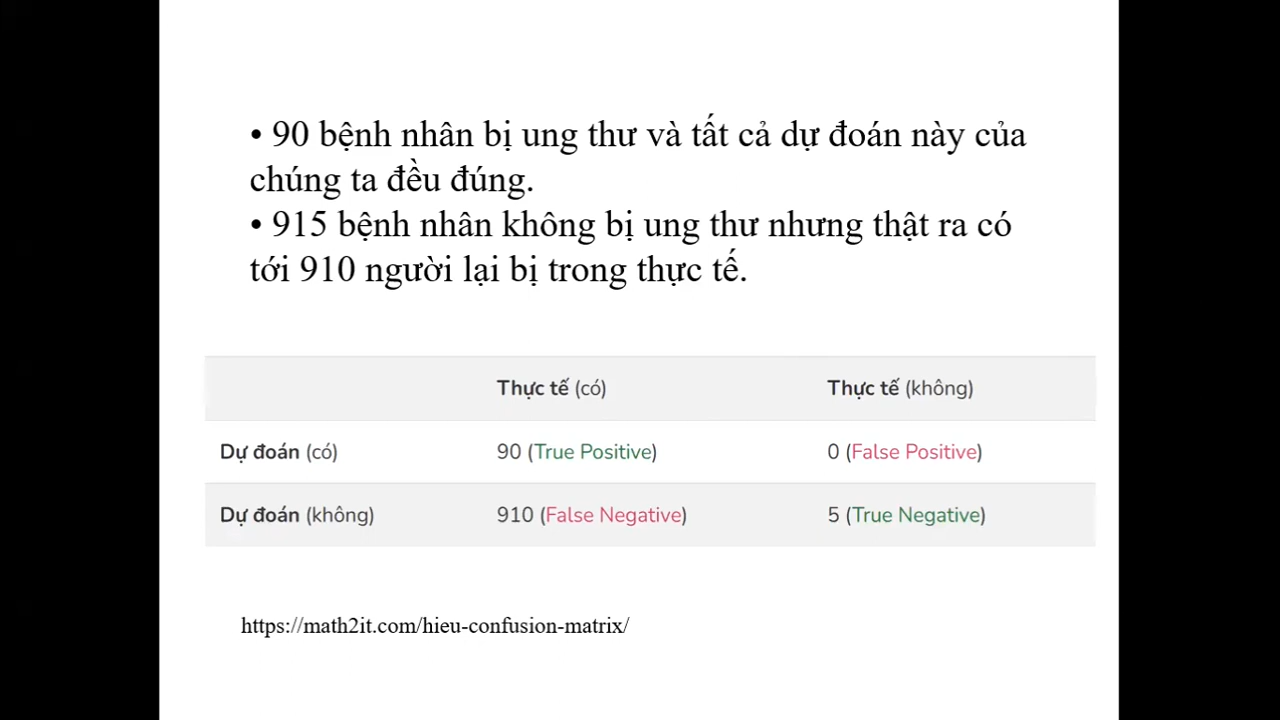 • 90 bệnh nhân bị ung thư và tất cả dự đoán này của
chúng ta đều đúng.
• 915 bệnh nhân không bị ung thư nhưng thật ra có
tới 910 người lại bị trong thực tế.
Thực tế (có) Thực tế (không)
Dự đoán (có) 90 (True Positive) 0 (False Positive)
Dự đoán (không) 910 (False Negative) 5 (True Negative)
https://math2it.com/hieu-confusion-matrix/